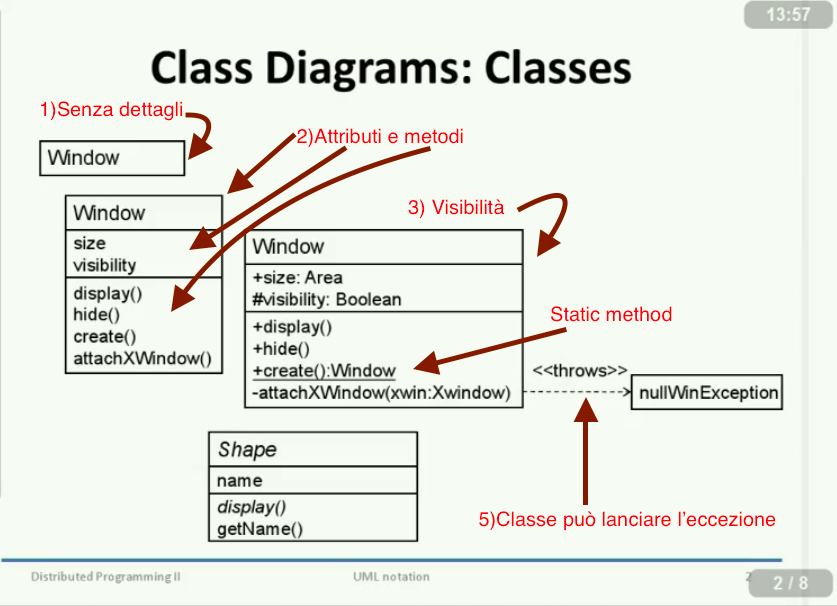 13:57
Class Diagrams: Classes
1)Senza dettagli
2)Attributi e metodi
Window
3) Visibilità
Window
size
visibility
display()
hide()
create()
attachXWindow()
Window
+size: Area
#visibility: Boolean
+display()
+hide()
+create():Window
-attachXWindow(xwin:Xwindow)
Static method
<<throws>>
nullWinException
Shape
name
display()
getName()
5)Classe può lanciare l'eccezione
Distributed Programming II
UML notation
2
2 / 8